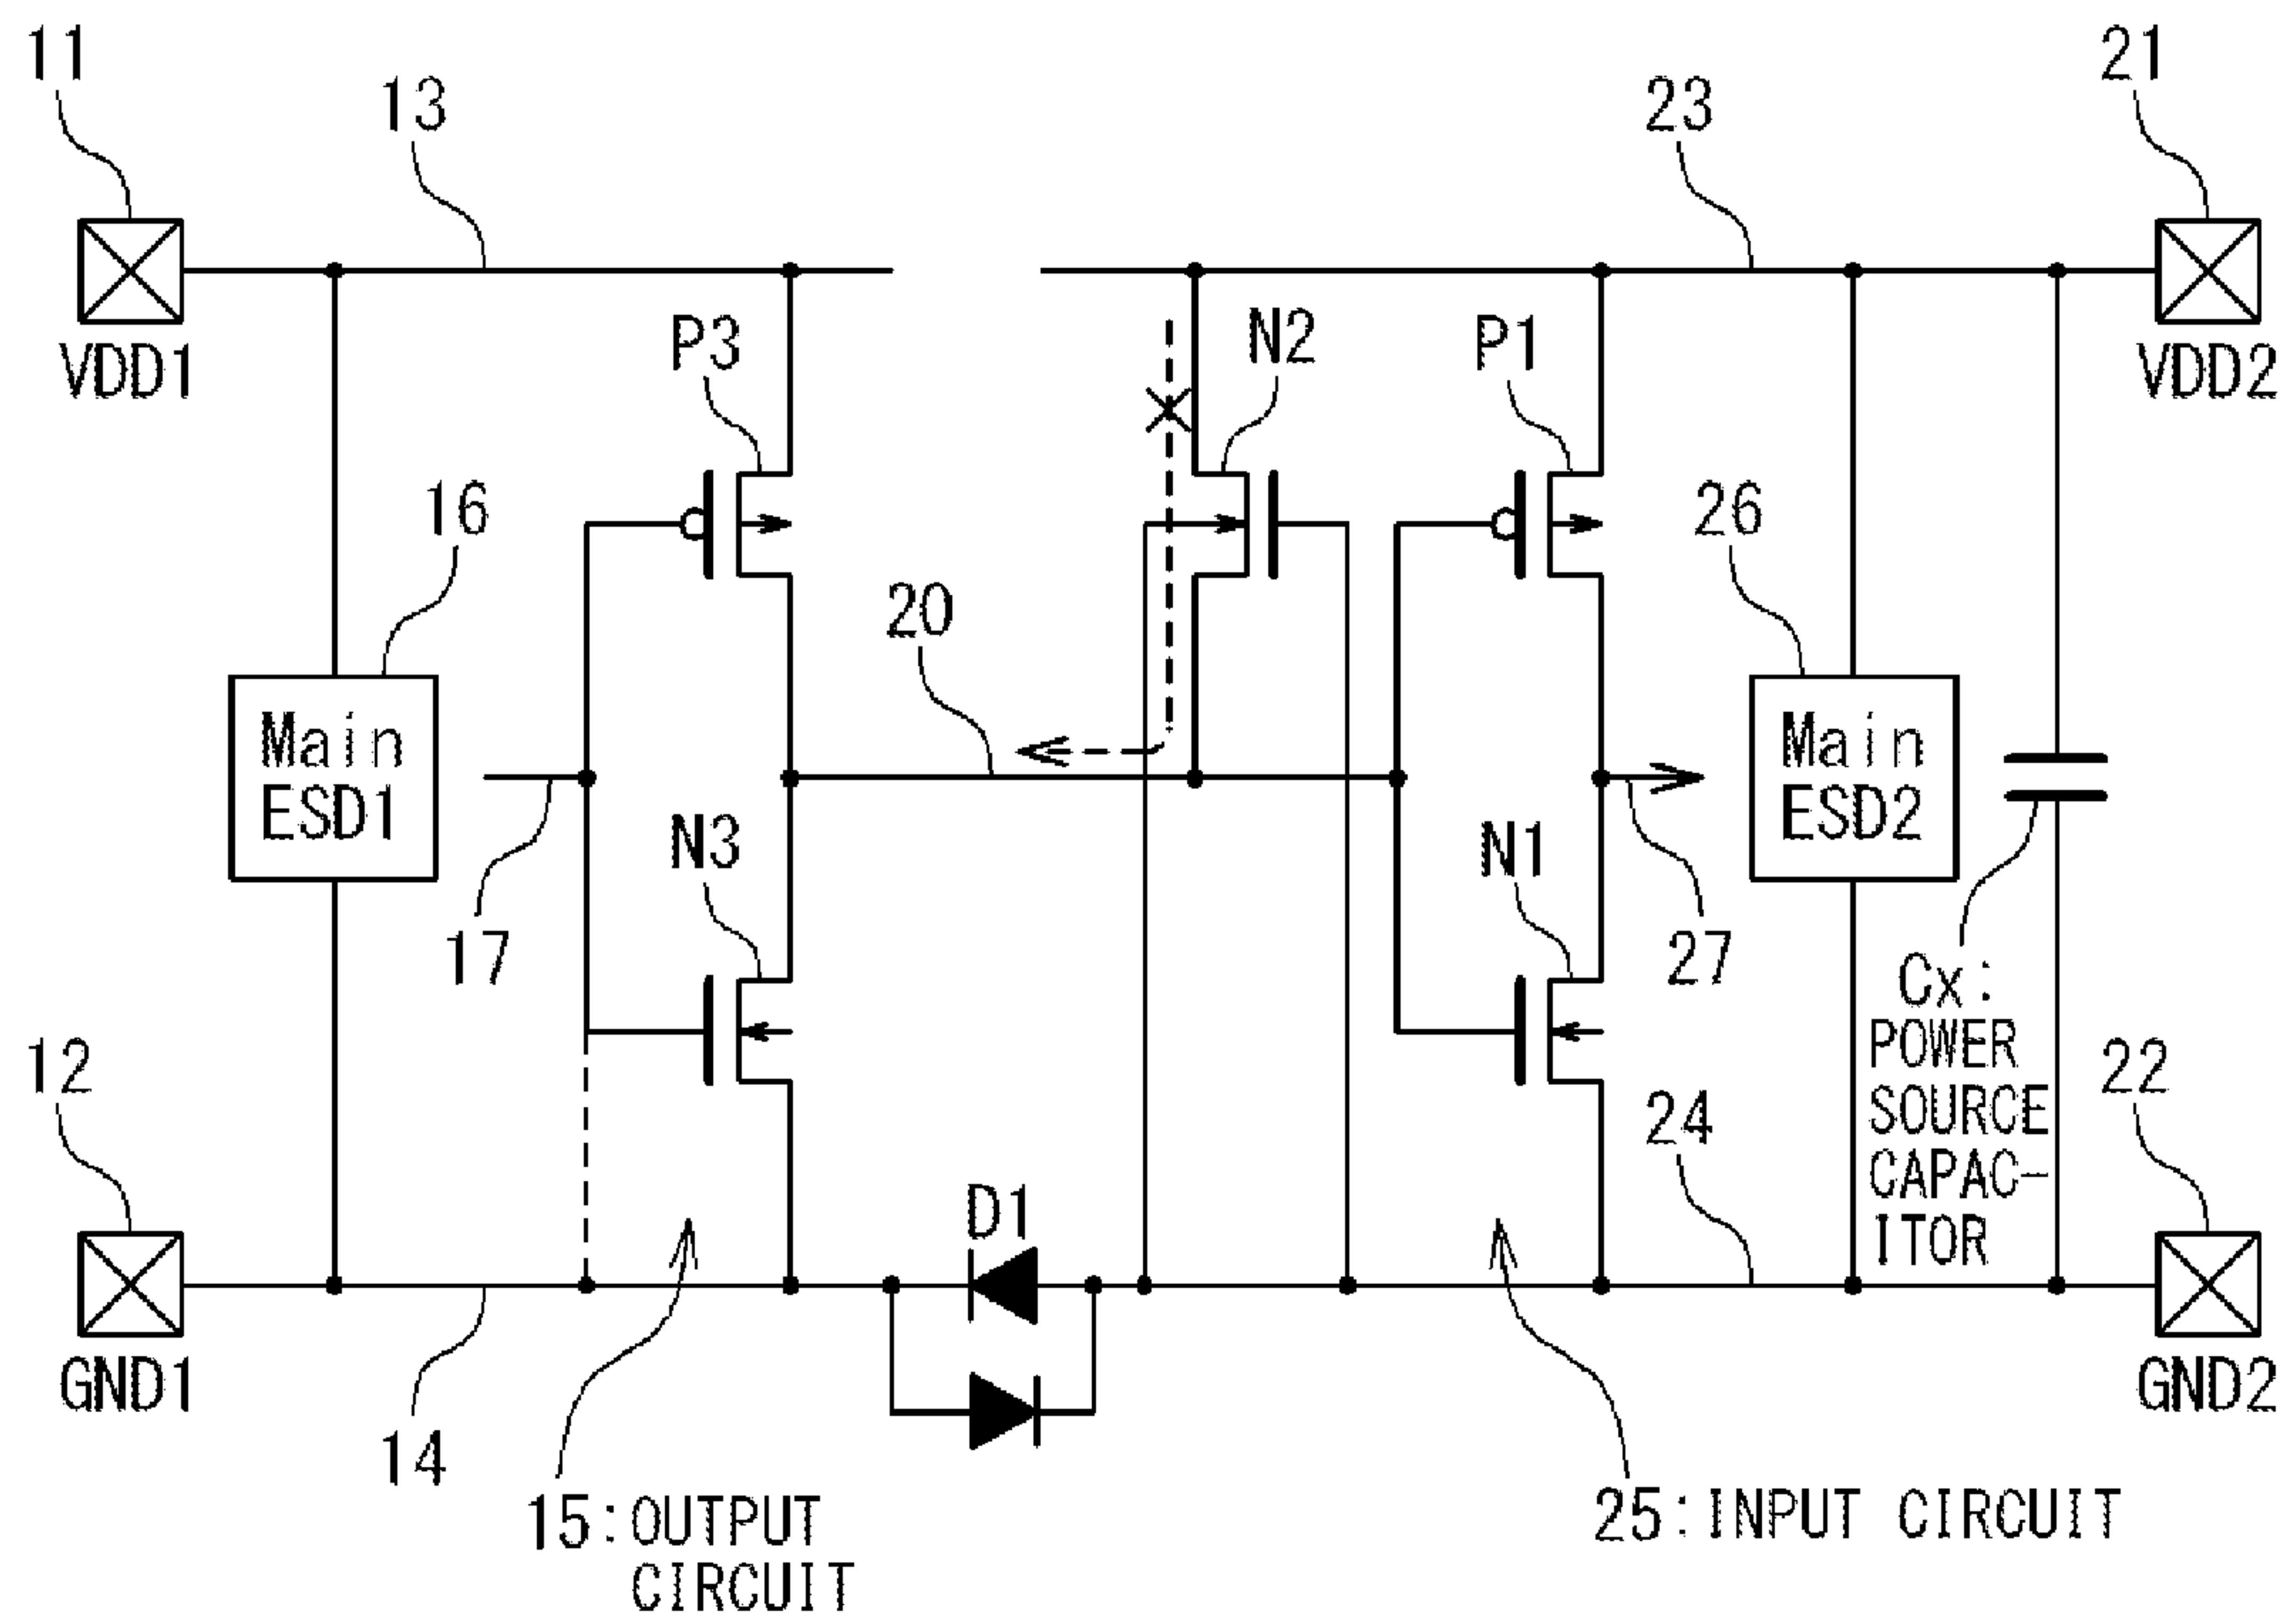 11
13
23
21
VDD1
P3
N2
P1
VDD2
16
26
20
Main
ESD1
Main
ESD2
N3
N1
17
27
Cx:
POWER
SOURCE
CAPAC-
ITOR
12
24
22
D1
GND1
GND2
14
15:OUTPUT
CIRCUIT
25:INPUT CIRCUIT